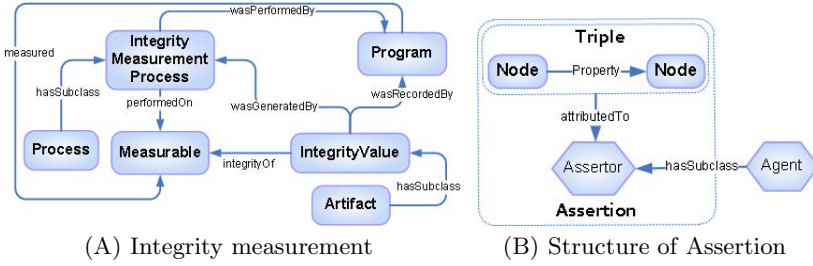 measured
wasPerformedBy
Integrity
Measurement
Process
Program
hasSubclass
performedOn
wasGeneratedBy
wasRecordedBy
Process
Measurable
integrityOf
IntegrityValue
hasSubclass
Artifact
(A) Integrity measurement
Triple
Node
Property
Node
attributedTo
Assertor
hasSubclass
Agent
Assertion
(B) Structure of Assertion